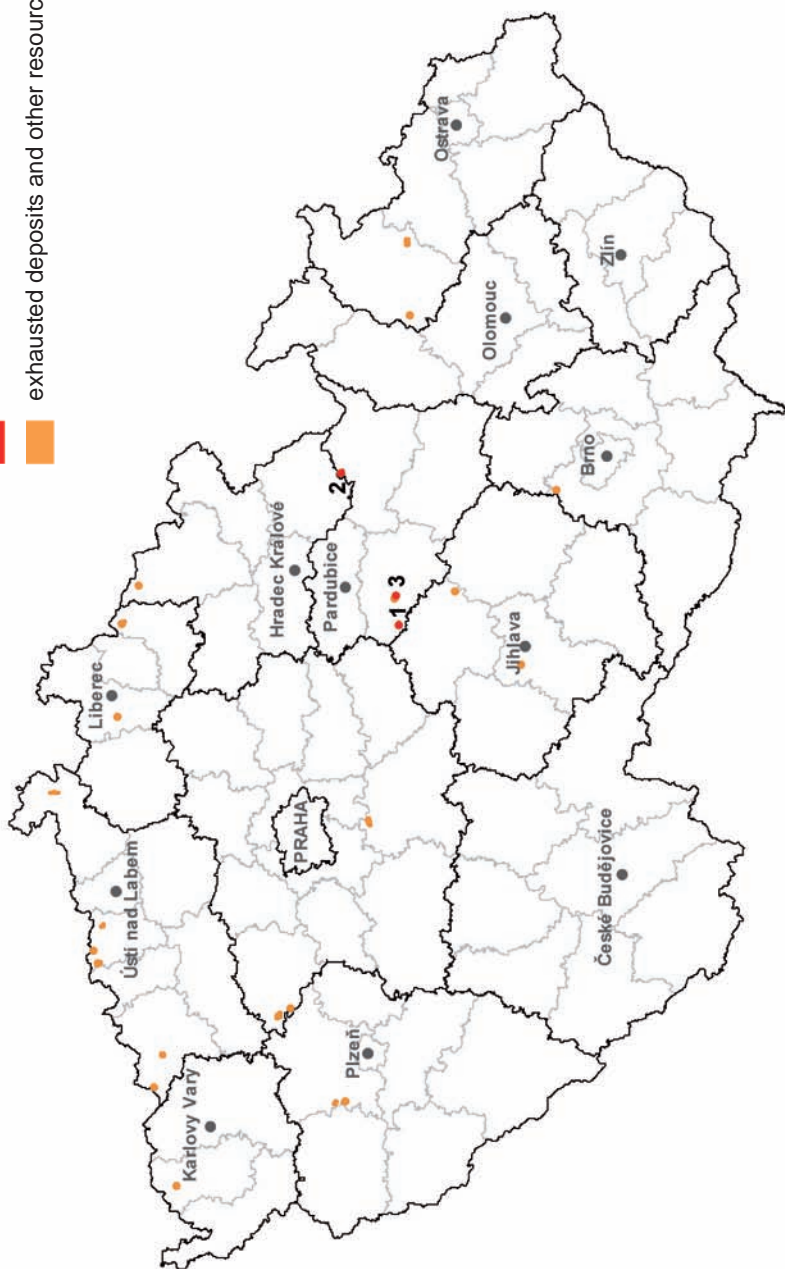 exhausted deposits and other resourc
Liberec
Ústí nad Labem
Karlovy Vary
Hradec Králové
PRAHA
Pardubice
2
Plzeň
1
3
Ostrava
Olomouc
Jihlava
Brno
Zlín
České Budějovice